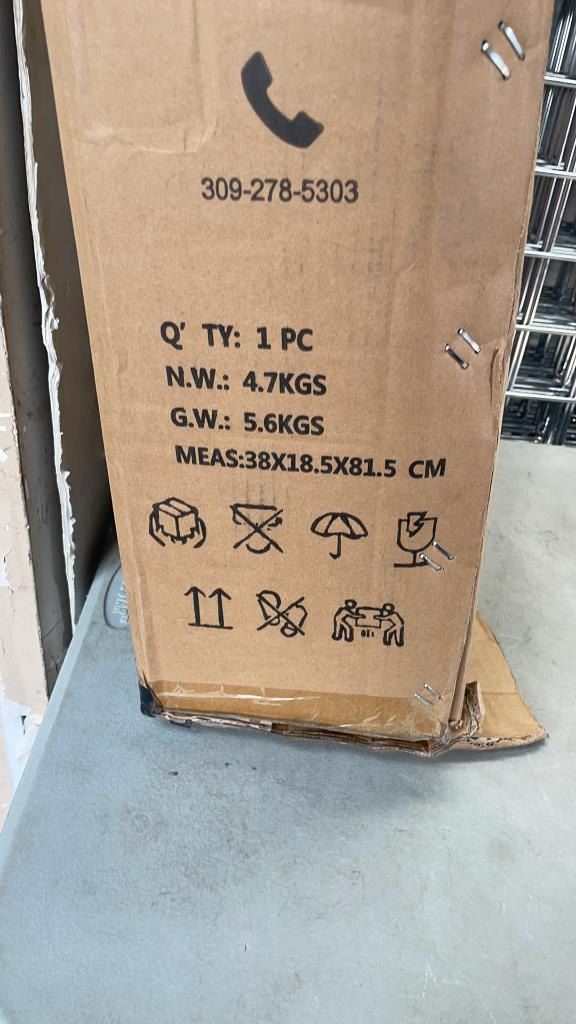 309-278-5303
Q' TY: 1 PC
N.W.: 4.7KGS
G.W.: 5.6KGS
MEAS:38X18.5X81.5 CM